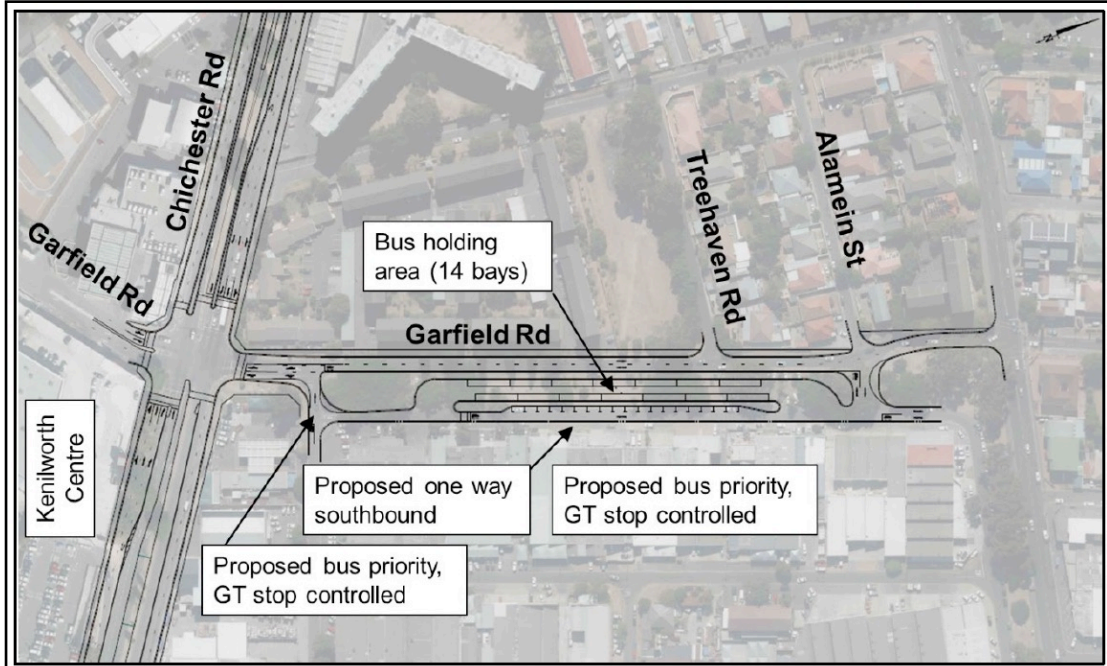 Chichester Rd
Garfield Rd
Treehaven Rd
Alamein St
Bus holding
area (14 bays)
Garfield Rd
Kenilworth
Centre
Proposed one way
southbound
Proposed bus priority,
GT stop controlled
Proposed bus priority,
GT stop controlled